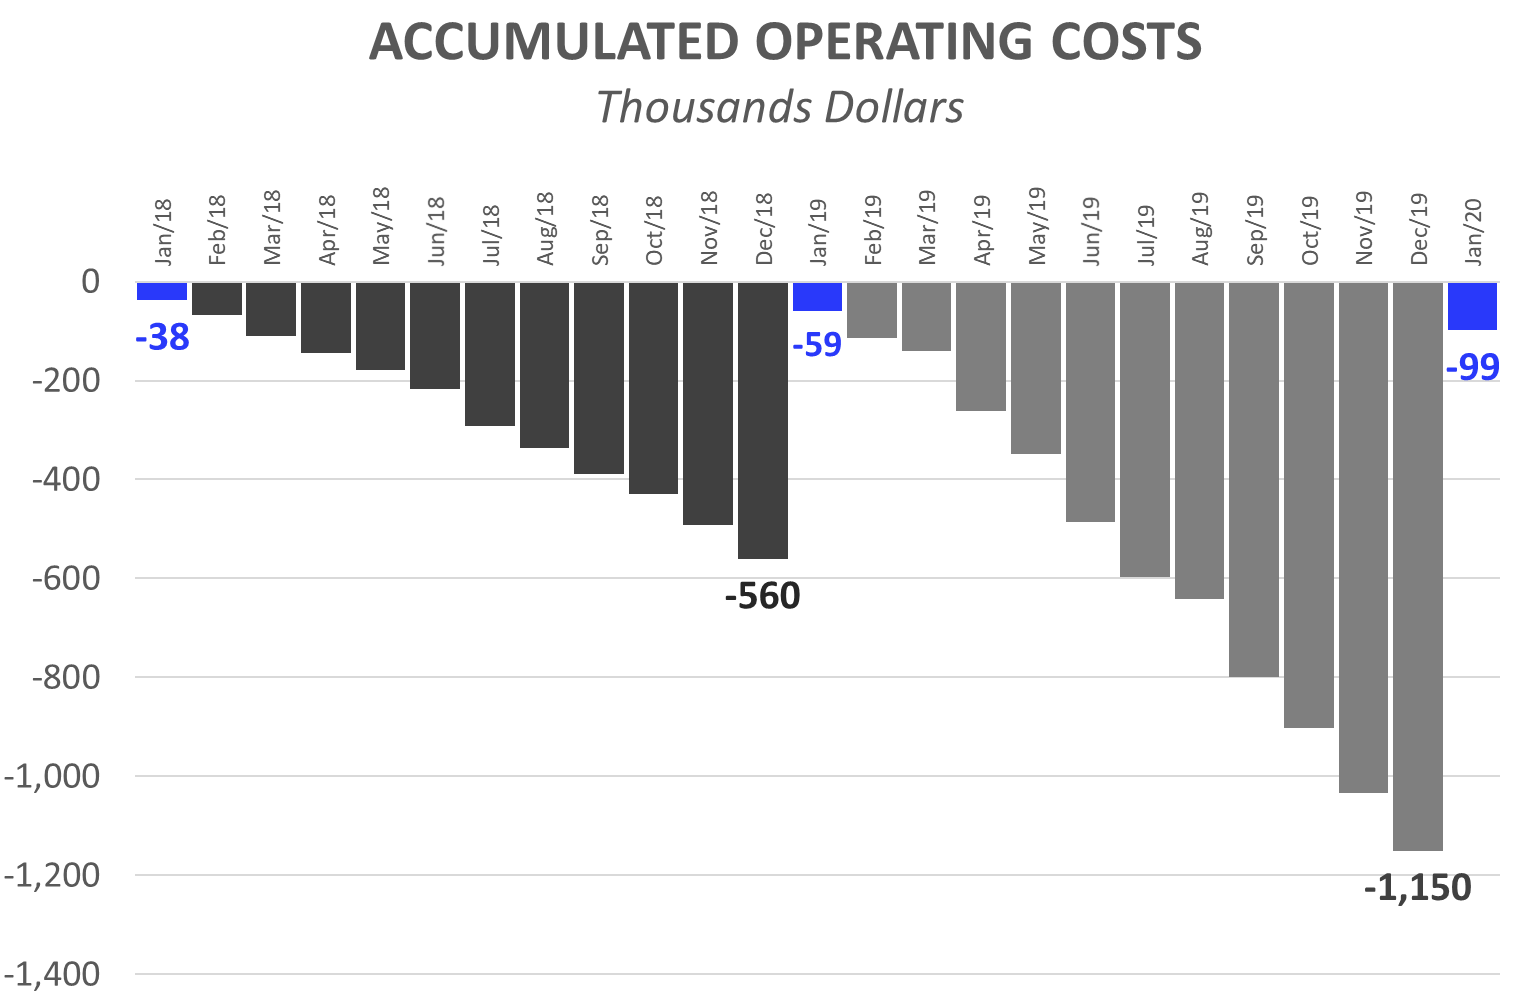 ACCUMULATED OPERATING COSTS
Thousands Dollars
Jan/18
Feb/18
Mar/18
Apr/18
May/18
Jun/18
Jul/18
Aug/18
Sep/18
Oct/18
Nov/18
Dec/18
Jan/19
Feb/19
Mar/19
Apr/19
May/19
Jun/19
Jul/19
Aug/19
Sep/19
Oct/19
Nov/19
Dec/19
Jan/20
0
-200
-400
-600
-800
-1,000
-1,200
-1,400
-38
-560
-59
-1,150
-99